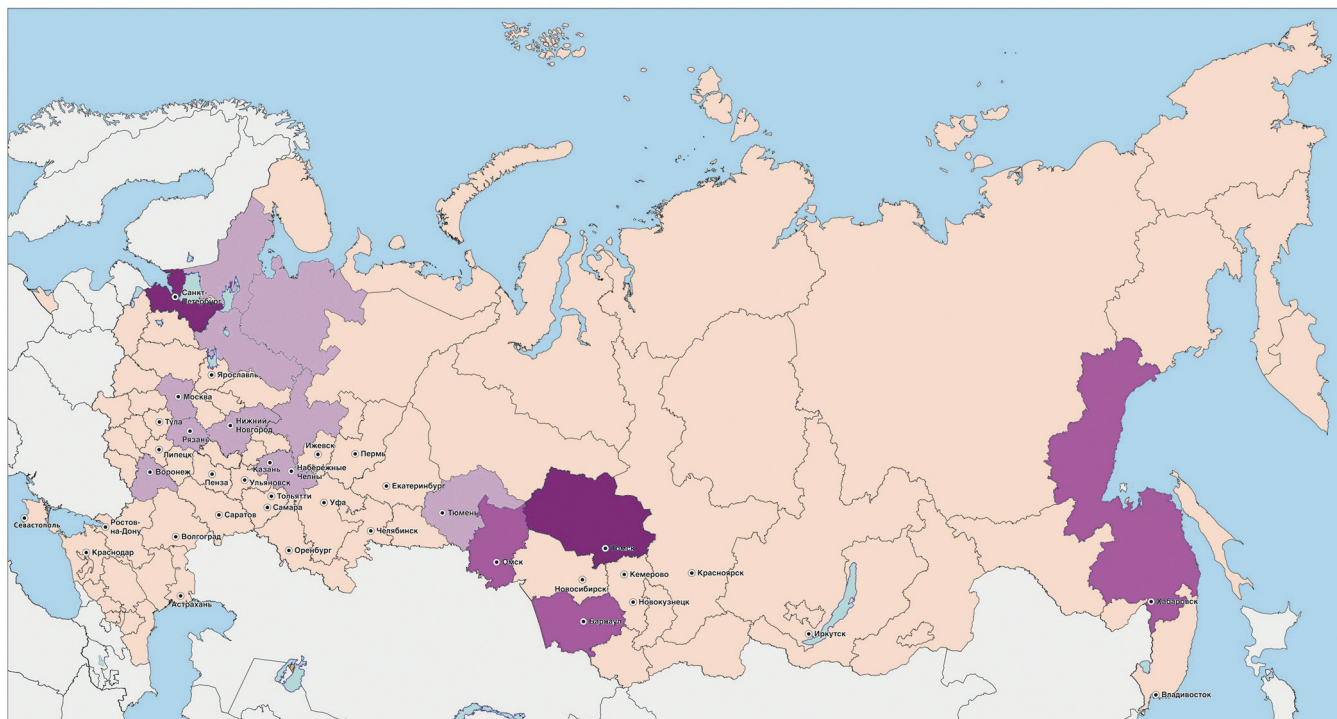 Санкт-
Петербург
Ярославль
Москва
Тула
Рязань
Нижний
Новгород
Липецк
Ижевск
Пермь
Воронеж
Казань
Набережные
Челны
Пенза
Ульяновск
Екатеринбург
Тольятти
Самара
Уфа
Тюмень
Севастополь
Ростов-
на-Дону
Саратов
Волгоград
Челябинск
Краснодар
Оренбург
Омск
Томск
Новосибирск
Кемерово
Красноярск
Астрахань
Новокузнецк
Хабаровск
Барнаул
Иркутск
Владивосток